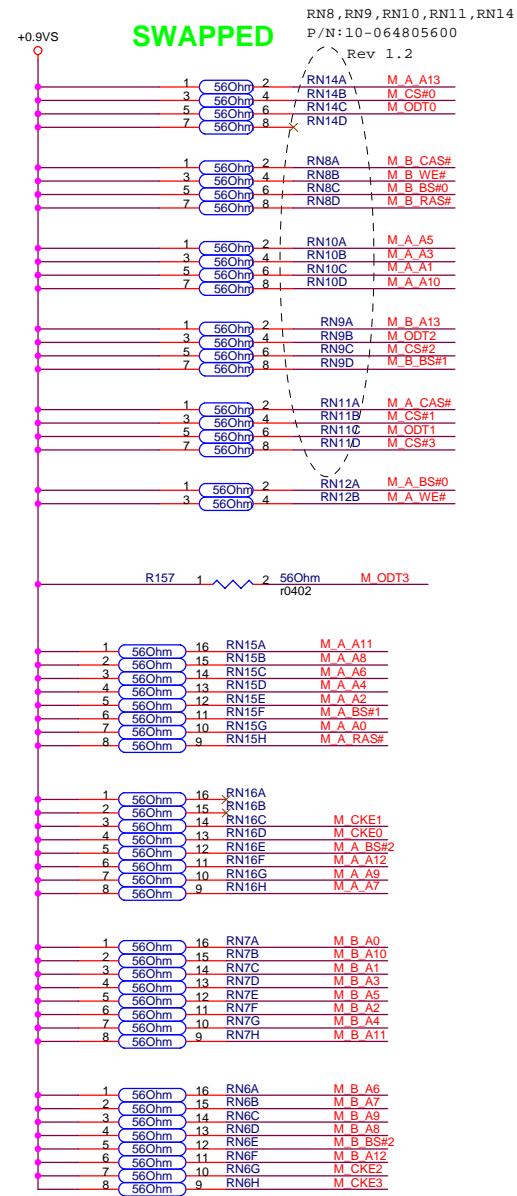 RN8,RN9,RN10,RN11,RN14
P/N:10-064805600
Rev 1.2
SWAPPED
+0.9VS
1 56Ohm 2 RN14A M_A_A13
3 56Ohm 4 RN14B M_CS#0
5 56Ohm 6 RN14C M_ODT0
7 56Ohm 8 RN14D
1 56Ohm 2 RN8A M_B_CAS#
3 56Ohm 4 RN8B M_B_WE#
5 56Ohm 6 RN8C M_B_BS#0
7 56Ohm 8 RN8D M_B_RAS#
1 56Ohm 2 RN10A M_A_A5
3 56Ohm 4 RN10B M_A_A3
5 56Ohm 6 RN10C M_A_A1
7 56Ohm 8 RN10D M_A_A10
1 56Ohm 2 RN9A M_B_A13
3 56Ohm 4 RN9B M_ODT2
5 56Ohm 6 RN9C M_CS#2
7 56Ohm 8 RN9D M_B_BS#1
1 56Ohm 2 RN11A M_A_CAS#
3 56Ohm 4 RN11B M_CS#1
5 56Ohm 6 RN11C M_ODT1
7 56Ohm 8 RN11D M_CS#3
1 56Ohm 2 RN12A M_A_BS#0
3 56Ohm 4 RN12B M_A_WE#
R157 1 2 56Ohm M_ODT3
r0402
1 56Ohm 16 RN15A M_A_A11
2 56Ohm 15 RN15B M_A_A8
3 56Ohm 14 RN15C M_A_A6
4 56Ohm 13 RN15D M_A_A4
5 56Ohm 12 RN15E M_A_A2
6 56Ohm 11 RN15F M_A_BS#1
7 56Ohm 10 RN15G M_A_A0
8 56Ohm 9 RN15H M_A_RAS#
1 56Ohm 16 RN16A
2 56Ohm 15 RN16B
3 56Ohm 14 RN16C M_CKE1
4 56Ohm 13 RN16D M_CKE0
5 56Ohm 12 RN16E M_A_BS#2
6 56Ohm 11 RN16F M_A_A12
7 56Ohm 10 RN16G M_A_A9
8 56Ohm 9 RN16H M_A_A7
1 56Ohm 16 RN7A M_B_A0
2 56Ohm 15 RN7B M_B_A10
3 56Ohm 14 RN7C M_B_A1
4 56Ohm 13 RN7D M_B_A3
5 56Ohm 12 RN7E M_B_A5
6 56Ohm 11 RN7F M_B_A2
7 56Ohm 10 RN7G M_B_A4
8 56Ohm 9 RN7H M_B_A11
1 56Ohm 16 RN6A M_B_A6
2 56Ohm 15 RN6B M_B_A7
3 56Ohm 14 RN6C M_B_A9
4 56Ohm 13 RN6D M_B_A8
5 56Ohm 12 RN6E M_B_BS#2
6 56Ohm 11 RN6F M_B_A12
7 56Ohm 10 RN6G M_CKE2
8 56Ohm 9 RN6H M_CKE3